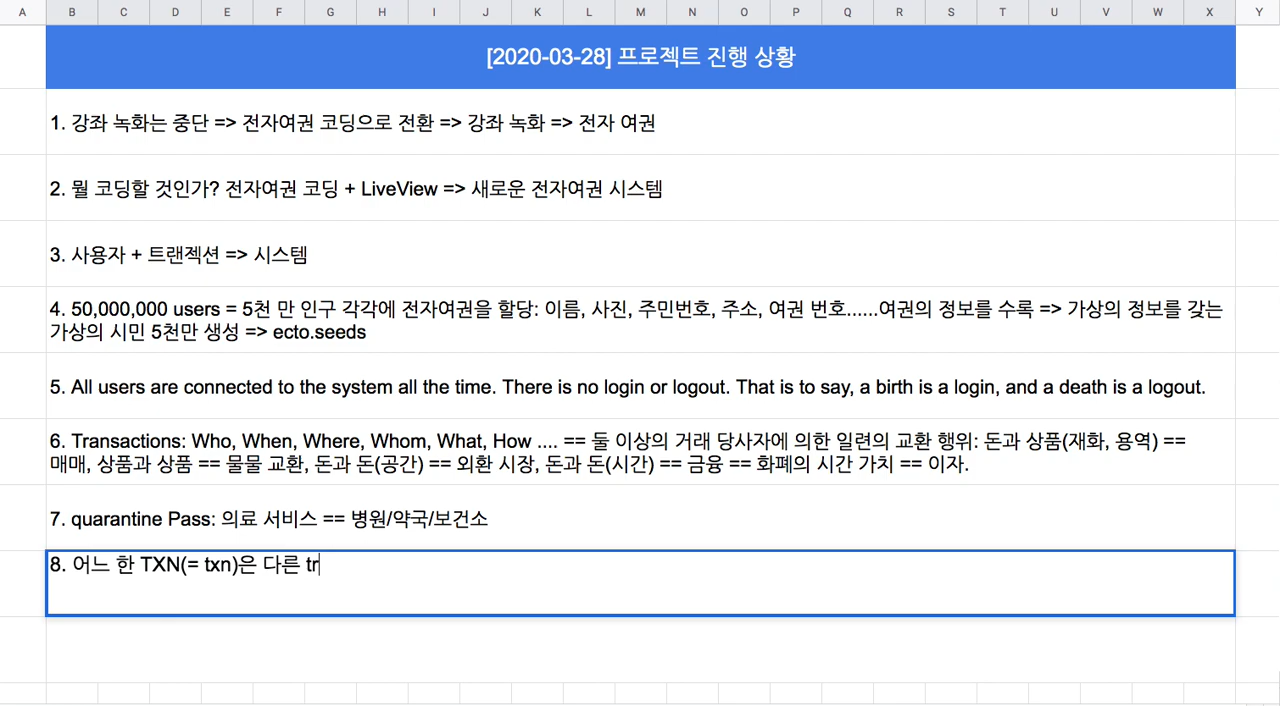 A B C D E F G H I J K L M N O P Q R S T U V W X Y
[2020-03-28] 프로젝트 진행 상황
1. 강좌 녹화는 중단 => 전자여권 코딩으로 전환 => 강좌 녹화 => 전자 여권
2. 뭘 코딩할 것인가? 전자여권 코딩 + LiveView => 새로운 전자여권 시스템
3. 사용자 + 트랜젝션 => 시스템
4. 50,000,000 users = 5천 만 인구 각각에 전자여권을 할당: 이름, 사진, 주민번호, 주소, 여권 번호......여권의 정보를 수록 => 가상의 정보를 갖는
가상의 시민 5천만 생성 => ecto.seeds
5. All users are connected to the system all the time. There is no login or logout. That is to say, a birth is a login, and a death is a logout.
6. Transactions: Who, When, Where, Whom, What, How .... == 둘 이상의 거래 당사자에 의한 일련의 교환 행위: 돈과 상품(재화, 용역) ==
매매, 상품과 상품 == 물물 교환, 돈과 돈(공간) == 외환 시장, 돈과 돈(시간) == 금융 == 화폐의 시간 가치 == 이자.
7. quarantine Pass: 의료 서비스 == 병원/약국/보건소
8. 어느 한 TXN(= txn)은 다른 tr